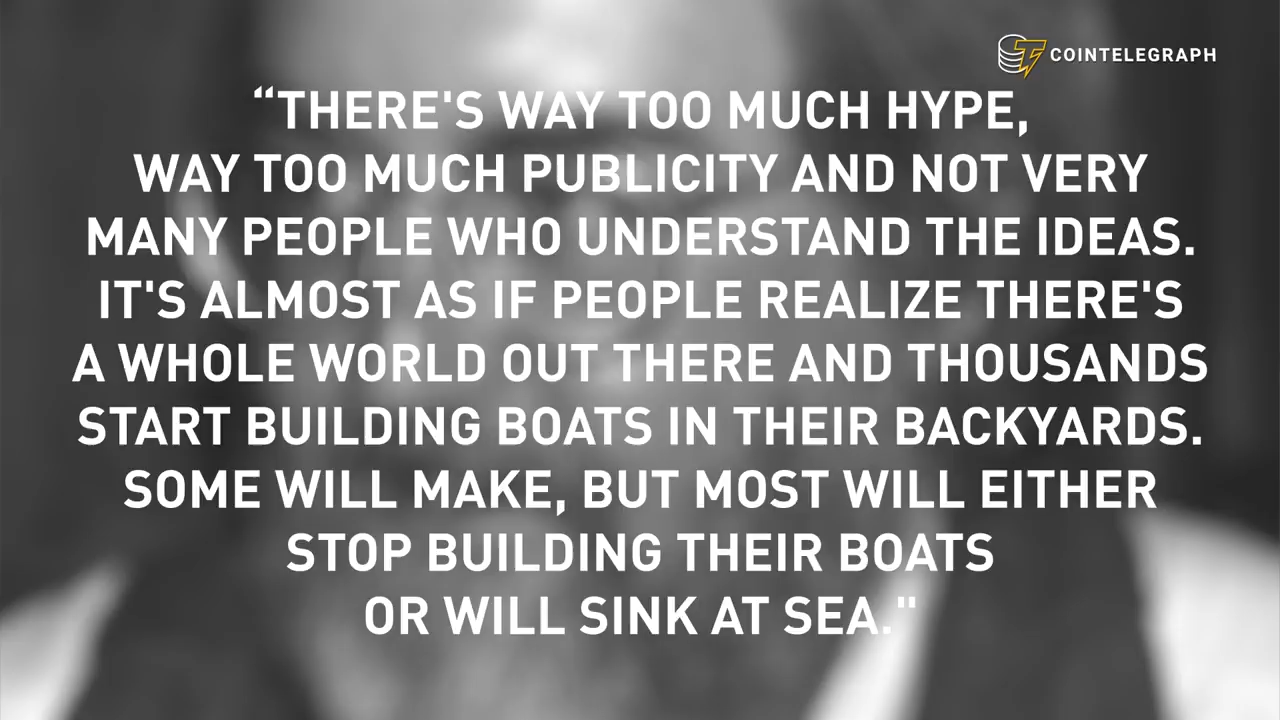 COINTELEGRAPH
“THERE'S WAY TOO MUCH HYPE,
WAY TOO MUCH PUBLICITY AND NOT VERY
MANY PEOPLE WHO UNDERSTAND THE IDEAS.
IT'S ALMOST AS IF PEOPLE REALIZE THERE'S
A WHOLE WORLD OUT THERE AND THOUSANDS
START BUILDING BOATS IN THEIR BACKYARDS.
SOME WILL MAKE, BUT MOST WILL EITHER
STOP BUILDING THEIR BOATS
OR WILL SINK AT SEA."